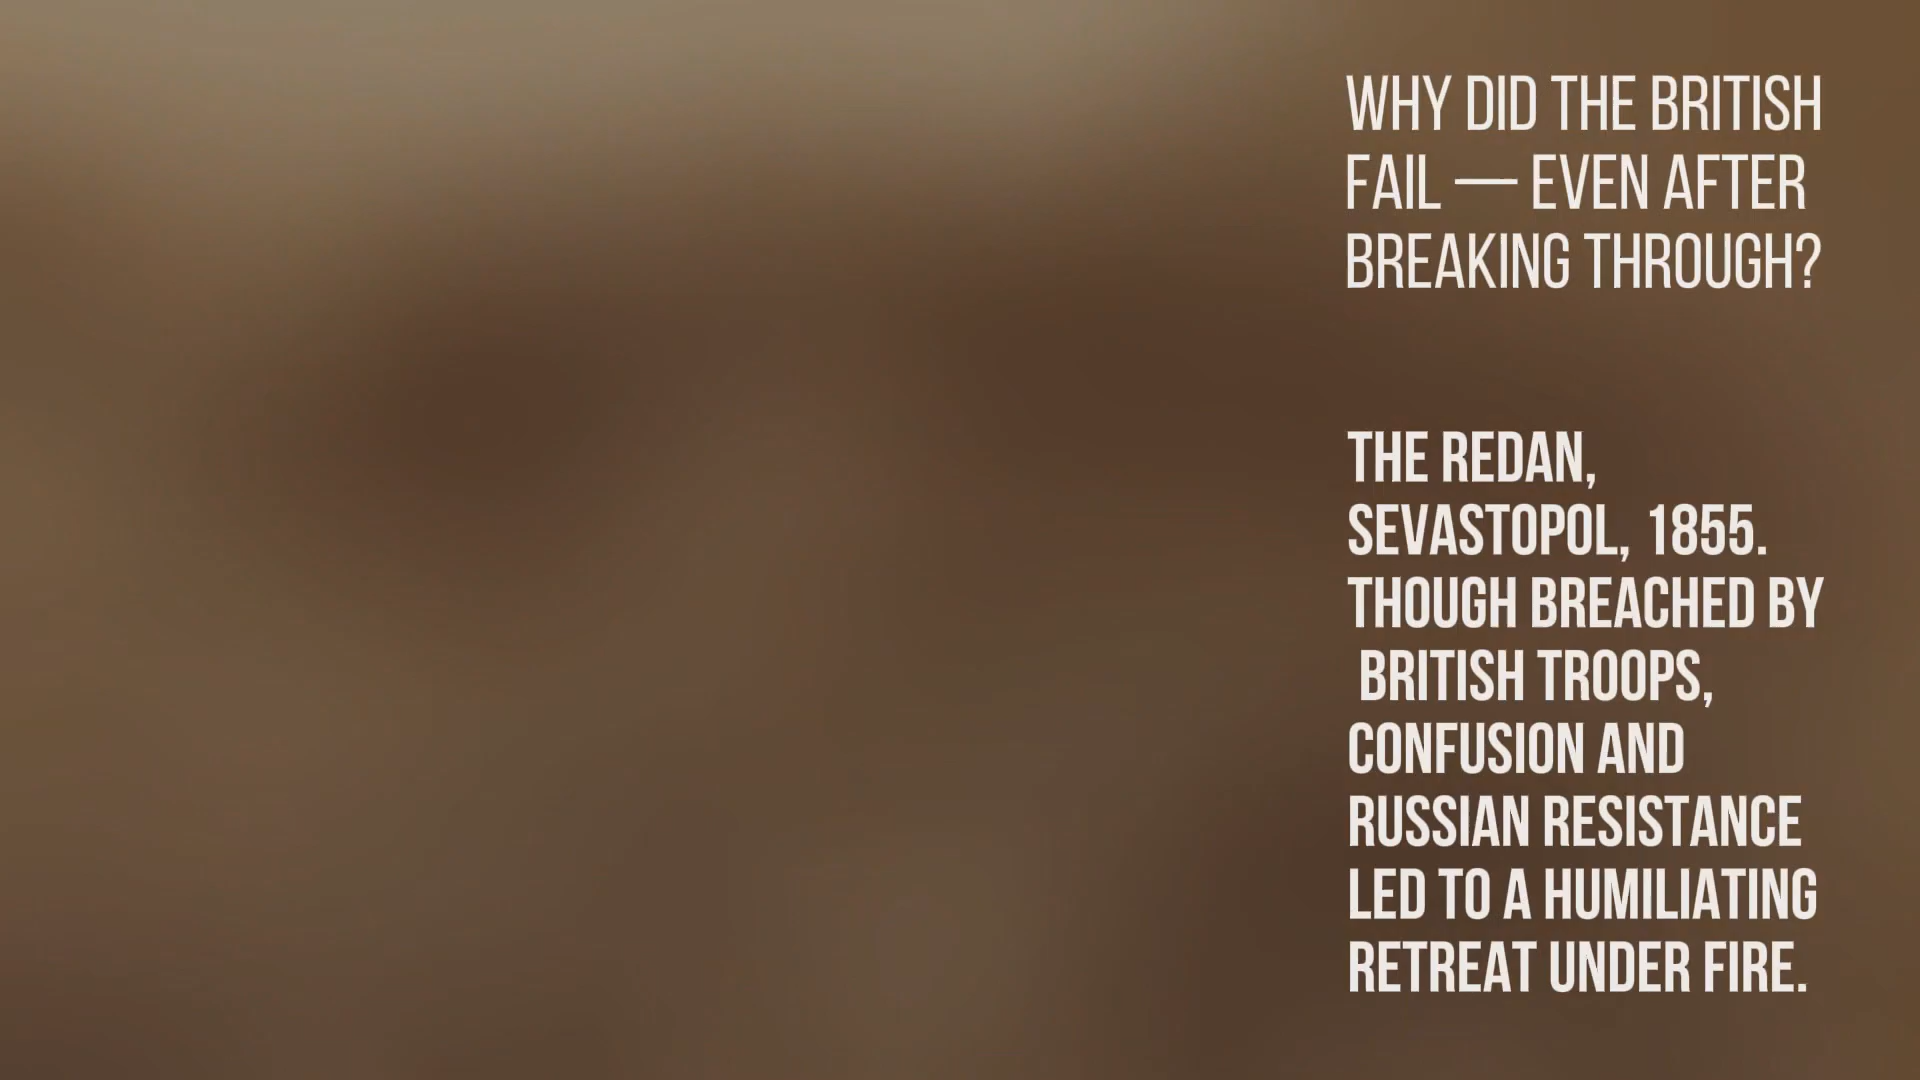 WHY DID THE BRITISH
FAIL — EVEN AFTER
BREAKING THROUGH?
THE REDAN,
SEVASTOPOL, 1855.
THOUGH BREACHED BY
BRITISH TROOPS,
CONFUSION AND
RUSSIAN RESISTANCE
LED TO A HUMILIATING
RETREAT UNDER FIRE.